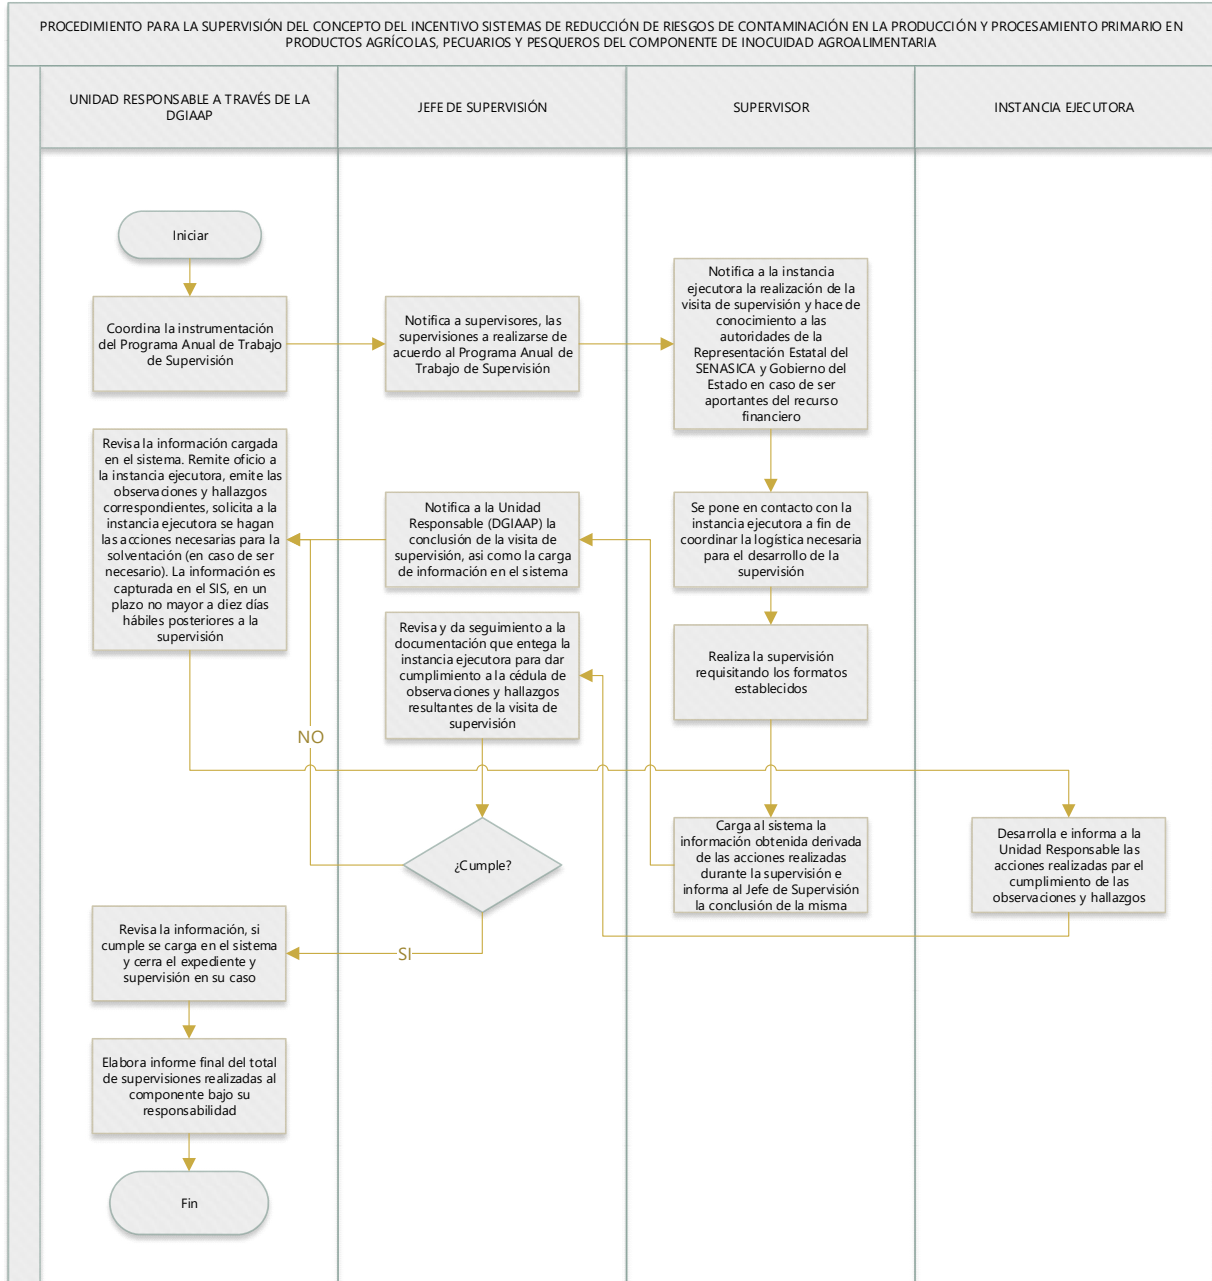 PROCEDIMIENTO PARA LA SUPERVISIÓN DEL CONCEPTO DEL INCENTIVO SISTEMAS DE REDUCCIÓN DE RIESGOS DE CONTAMINACIÓN EN LA PRODUCCIÓN Y PROCESAMIENTO PRIMARIO EN
PRODUCTOS AGRÍCOLAS, PECUARIOS Y PESQUEROS DEL COMPONENTE DE INOCUIDAD AGROALIMENTARIA
UNIDAD RESPONSABLE A TRAVÉS DE LA
DGIAAP
JEFE DE SUPERVISIÓN
SUPERVISOR
INSTANCIA EJECUTORA
Iniciar
Coordina la instrumentación
del Programa Anual de Trabajo
de Supervisión
Notifica a supervisores, las
supervisiones a realizarse de
acuerdo al Programa Anual de
Trabajo de Supervisión
Notifica a la instancia
ejecutora la realización de la
visita de supervisión y hace de
conocimiento a las
autoridades de la
Representación Estatal del
SENASICA y Gobierno del
Estado en caso de ser
aportantes del recurso
financiero
Revisa la información cargada
en el sistema. Remite oficio a
la instancia ejecutora, emite las
observaciones y hallazgos
correspondientes, solicita a la
instancia ejecutora se hagan
las acciones necesarias para la
solventación (en caso de ser
necesario). La información es
capturada en el SIS, en un
plazo no mayor a diez días
hábiles posteriores a la
supervisión
Notifica a la Unidad
Responsable (DGIAAP) la
conclusión de la visita de
supervisión, asi como la carga
de información en el sistema
Se pone en contacto con la
instancia ejecutora a fin de
coordinar la logística necesaria
para el desarrollo de la
supervisión
Revisa y da seguimiento a la
documentación que entega la
instancia ejecutora para dar
cumplimiento a la cédula de
observaciones y hallazgos
resultantes de la visita de
supervisión
Realiza la supervisión
requisitando los formatos
establecidos
NO
¿Cumple?
Carga al sistema la
información obtenida derivada
de las acciones realizadas
durante la supervisión e
informa al Jefe de Supervisión
la conclusión de la misma
Desarrolla e informa a la
Unidad Responsable las
acciones realizadas par el
cumplimiento de las
observaciones y hallazgos
SI
Revisa la información, si
cumple se carga en el sistema
y cerra el expediente y
supervisión en su caso
Elabora informe final del total
de supervisiones realizadas al
componente bajo su
responsabilidad
Fin